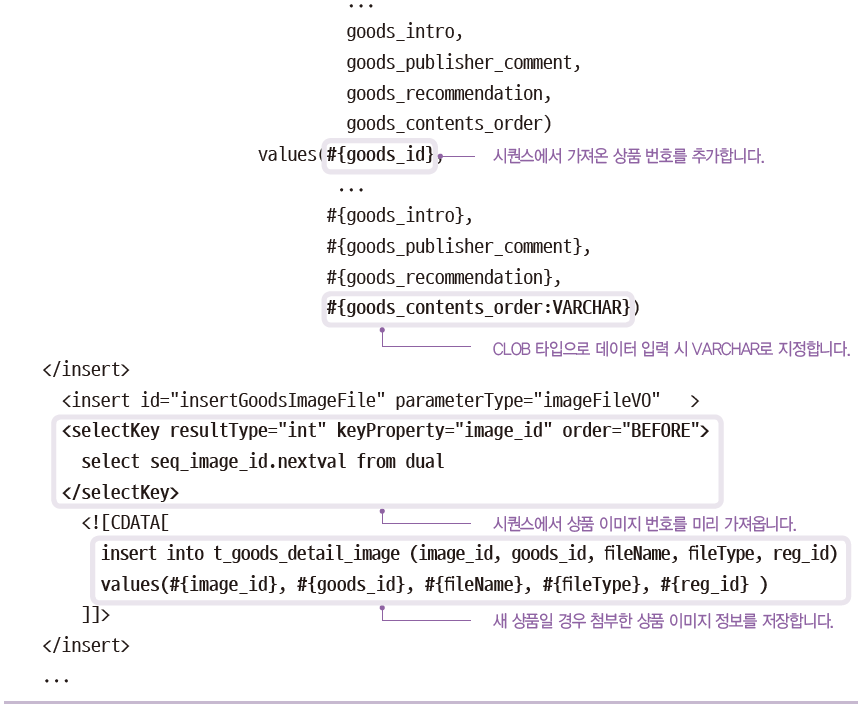 ...
goods_intro,
goods_publisher_comment,
goods_recommendation,
goods_contents_order)
values(#{goods_id}, 시퀀스에서 가져온 상품 번호를 추가합니다.
...
#{goods_intro},
#{goods_publisher_comment},
#{goods_recommendation},
#{goods_contents_order:VARCHAR})
CLOB 타입으로 데이터 입력 시 VARCHAR로 지정합니다.
</insert>
<insert id="insertGoodsImageFile" parameterType="imageFileVO" >
<selectKey resultType="int" keyProperty="image_id" order="BEFORE">
select seq_image_id.nextval from dual
</selectKey>
<![CDATA[ 시퀀스에서 상품 이미지 번호를 미리 가져옵니다.
insert into t_goods_detail_image (image_id, goods_id, fileName, fileType, reg_id)
values(#{image_id}, #{goods_id}, #{fileName}, #{fileType}, #{reg_id} )
]]> 새 상품일 경우 첨부한 상품 이미지 정보를 저장합니다.
</insert>
...